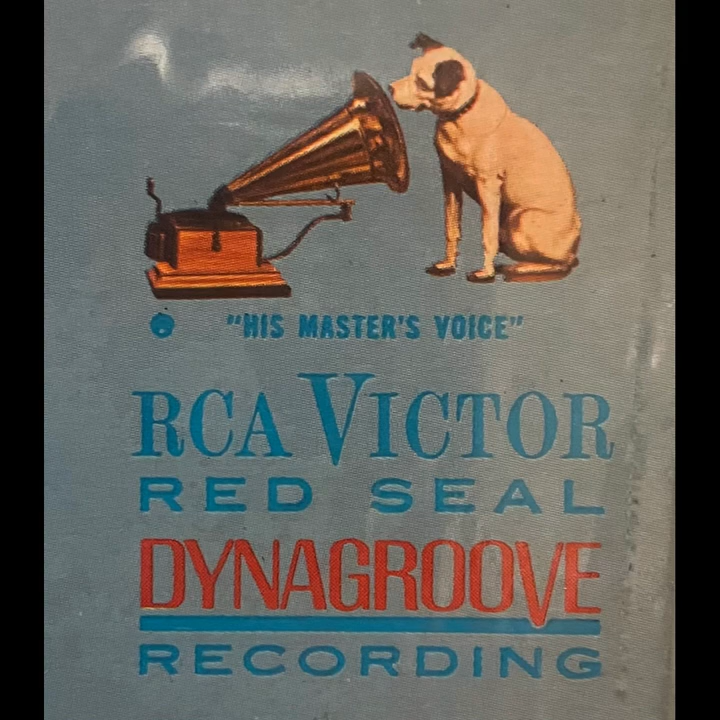 "HIS MASTER'S VOICE"
RCA VICTOR
RED SEAL
DYNAGROOVE
RECORDING